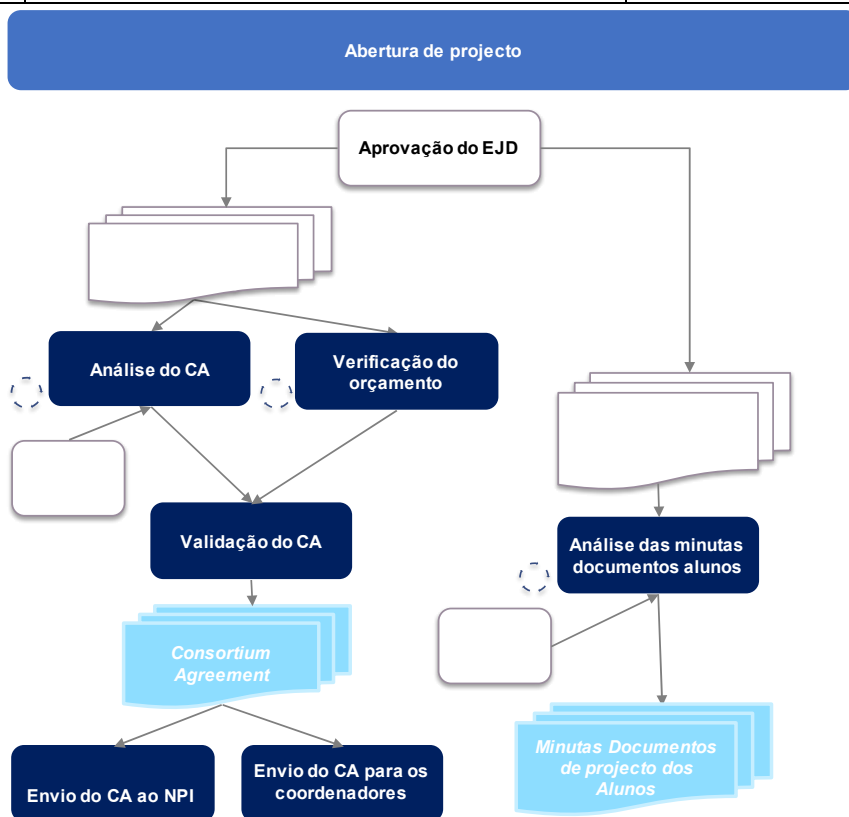 Abertura de projecto
Aprovação do EJD
Análise do CA
Verificação do
orçamento
Validação do CA
Análise das minutas
documentos alunos
Consortium
Agreement
Minutas Documentos
de projecto dos
Alunos
Envio do CA ao NPI
Envio do CA para os
coordenadores